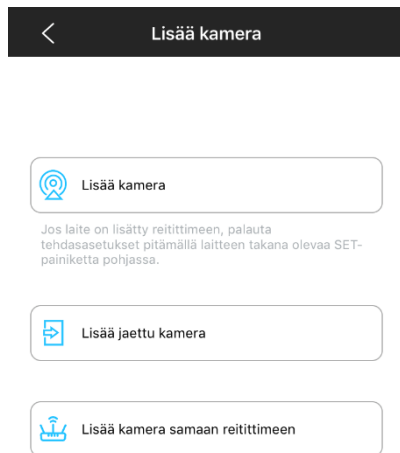 Lisää kamera
Lisää kamera
Jos laite on lisätty reitittimeen, palauta
tehdasasetukset pitämällä laitteen takana olevaa SET-
painiketta pohjassa.
Lisää jaettu kamera
Lisää kamera samaan reitittimeen